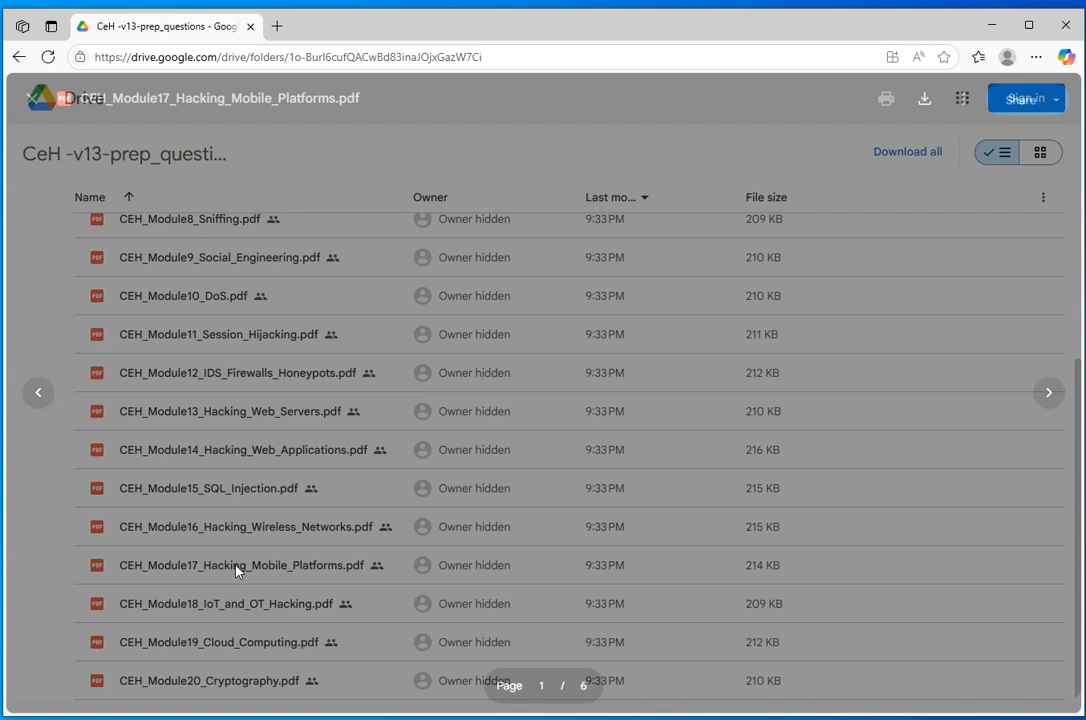 CeH -v13-prep_questions - Goog
https://drive.google.com/drive/folders/1o-BurI6cufQACwBd83inaJOjxGazW7Ci
Drive
CEH_Module17_Hacking_Mobile_Platforms.pdf
Share
Sign in
CeH -v13-prep_questi...
Download all
Name Owner Last mo... File size
CEH_Module8_Sniffing.pdf Owner hidden 9:33 PM 209 KB
CEH_Module9_Social_Engineering.pdf Owner hidden 9:33 PM 210 KB
CEH_Module10_DoS.pdf Owner hidden 9:33 PM 210 KB
CEH_Module11_Session_Hijacking.pdf Owner hidden 9:33 PM 211 KB
CEH_Module12_IDS_Firewalls_Honeypots.pdf Owner hidden 9:33 PM 212 KB
CEH_Module13_Hacking_Web_Servers.pdf Owner hidden 9:33 PM 210 KB
CEH_Module14_Hacking_Web_Applications.pdf Owner hidden 9:33 PM 216 KB
CEH_Module15_SQL_Injection.pdf Owner hidden 9:33 PM 215 KB
CEH_Module16_Hacking_Wireless_Networks.pdf Owner hidden 9:33 PM 215 KB
CEH_Module17_Hacking_Mobile_Platforms.pdf Owner hidden 9:33 PM 214 KB
CEH_Module18_IoT_and_OT_Hacking.pdf Owner hidden 9:33 PM 209 KB
CEH_Module19_Cloud_Computing.pdf Owner hidden 9:33 PM 212 KB
CEH_Module20_Cryptography.pdf Owner hidden 9:33 PM 210 KB
Page 1 / 6